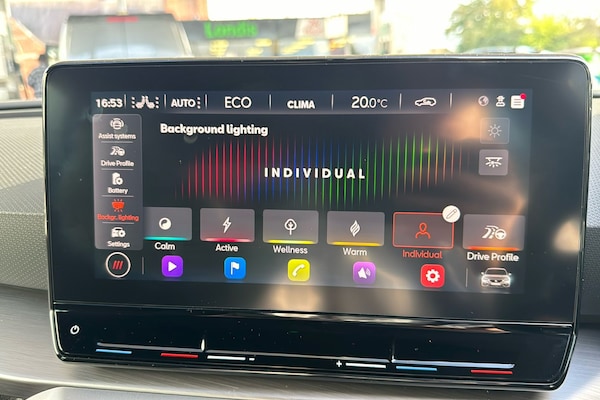 Londis
16:53 AUTO ECO CLIMA 20.0°C
Background lighting
Assist systems
Drive Profile
Battery
Backgr. lighting
Settings
INDIVIDUAL
Calm
Active
Wellness
Warm
Individual
Drive Profile
- +